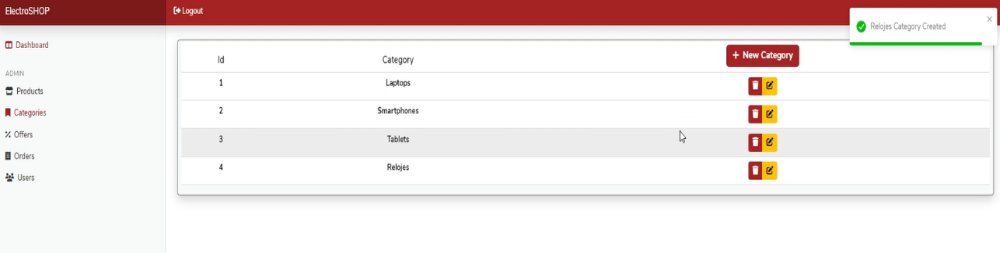 ElectroSHOP
Logout
Relojes Category Created
Dashboard
ADMIN
Products
Categories
Offers
Orders
Users
Id Category + New Category
1 Laptops
2 Smartphones
3 Tablets
4 Relojes